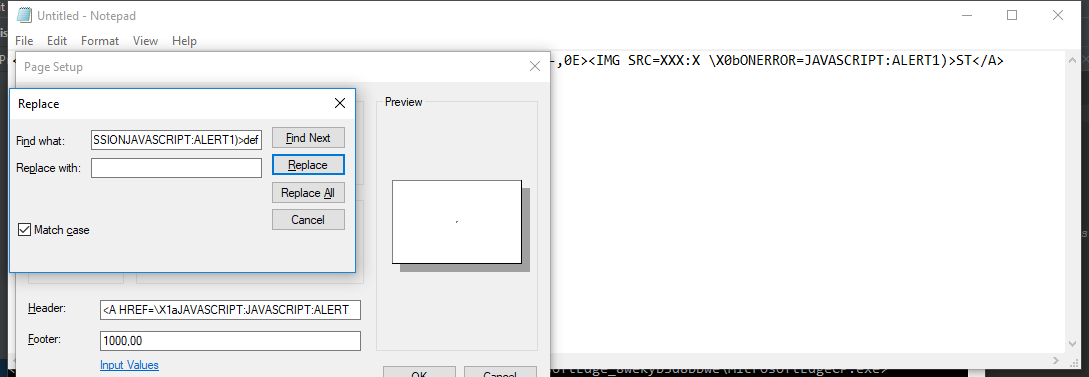 Untitled - Notepad
File Edit Format View Help
,0E><IMG SRC=XXX:X \X0bONERROR=JAVASCRIPT:ALERT1)>ST</A>
Page Setup
Replace
Find what: SSIONJAVASCRIPT:ALERT1)>def Find Next
Replace with: Replace
Replace All
Cancel
Match case
Preview
Header: <A HREF=\X1aJAVASCRIPT:JAVASCRIPT:ALERT
Footer: 1000,00
Input Values
OK Cancel